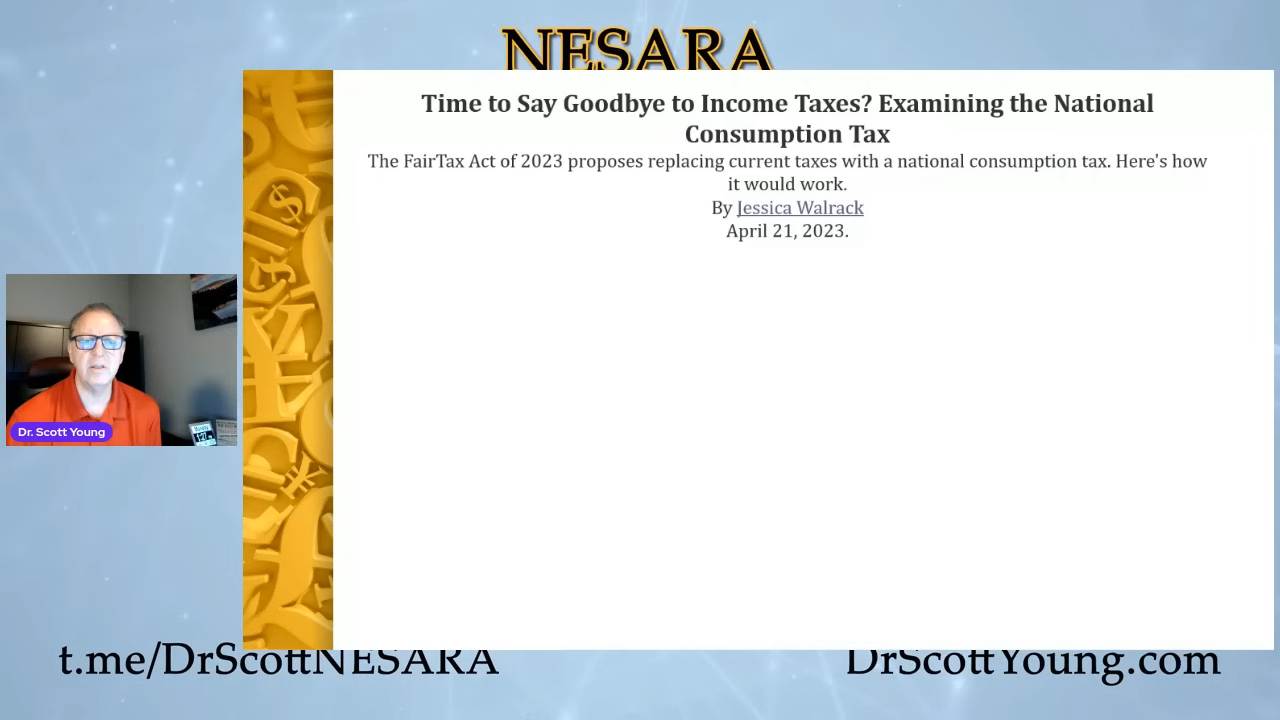 NESARA
Time to Say Goodbye to Income Taxes? Examining the National
Consumption Tax
The FairTax Act of 2023 proposes replacing current taxes with a national consumption tax. Here's how
it would work.
By Jessica Walrack
April 21, 2023.
Dr. Scott Young
t.me/DrScottNESARA
DrScottYoung.com